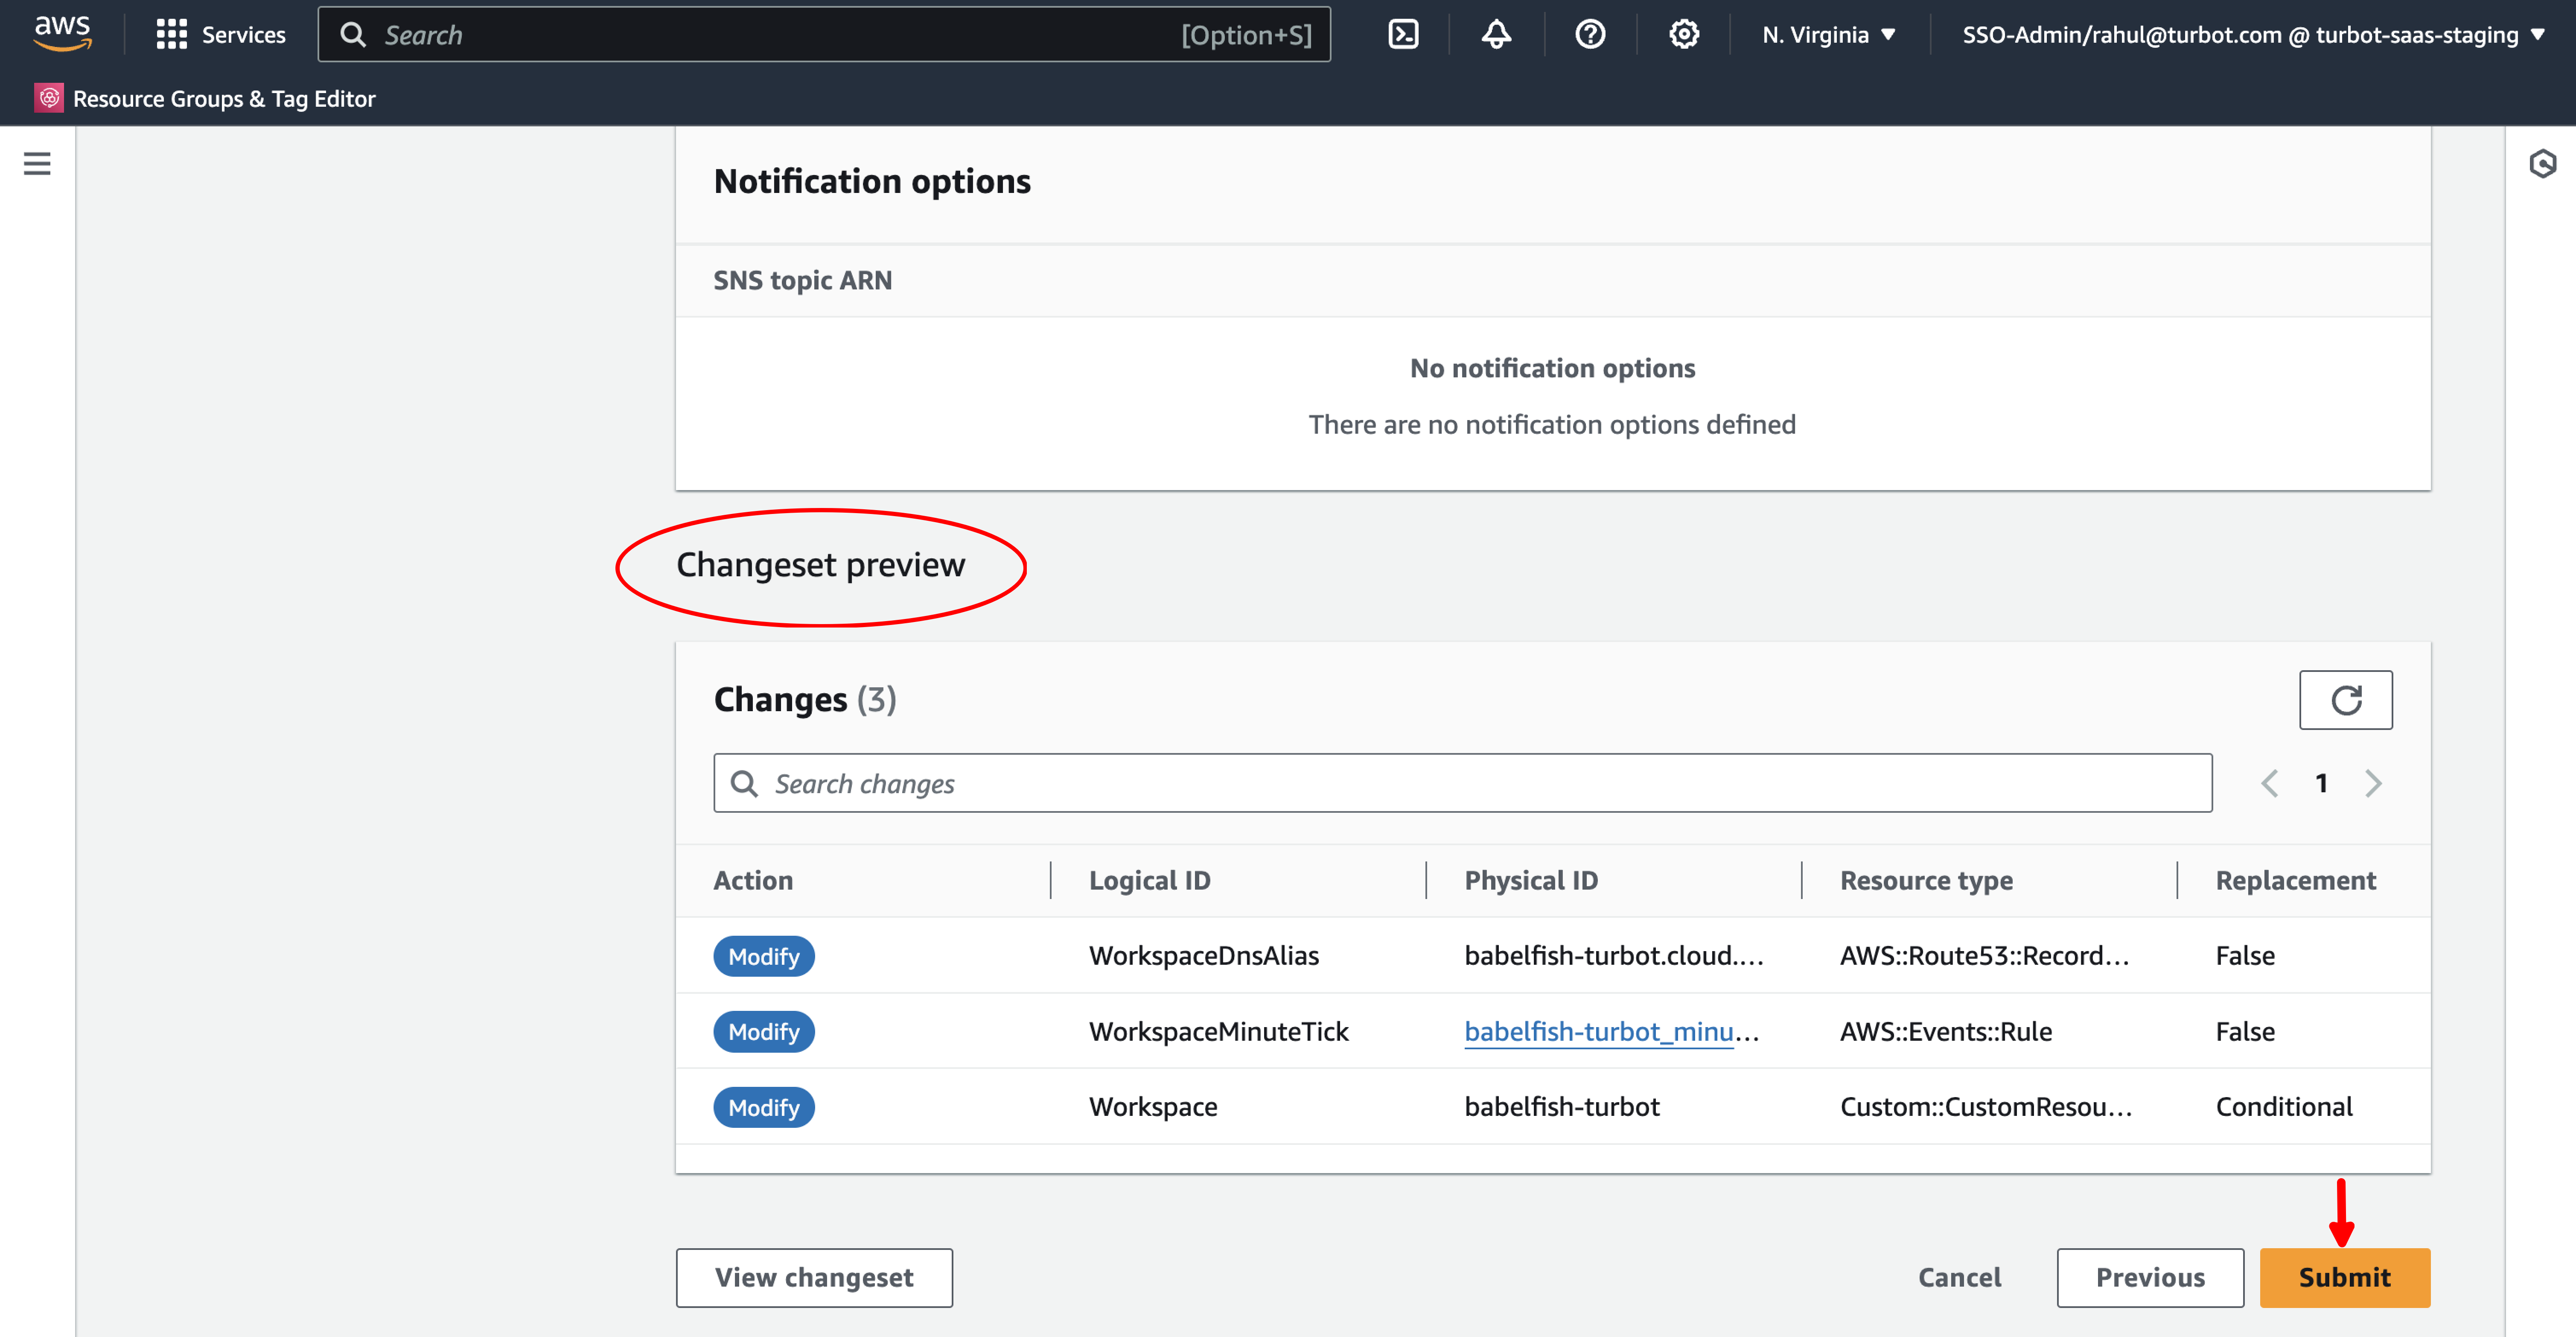 aws Services Search [Option+S] N. Virginia SSO-Admin/rahul@turbot.com @ turbot-saas-staging
Resource Groups & Tag Editor
Notification options
SNS topic ARN
No notification options
There are no notification options defined
Changeset preview
Changes (3)
Search changes 1
Action Logical ID Physical ID Resource type Replacement
Modify WorkspaceDnsAlias babelfish-turbot.cloud.... AWS::Route53::Record... False
Modify WorkspaceMinuteTick babelfish-turbot_minu... AWS::Events::Rule False
Modify Workspace babelfish-turbot Custom::CustomResou... Conditional
View changeset Cancel Previous Submit